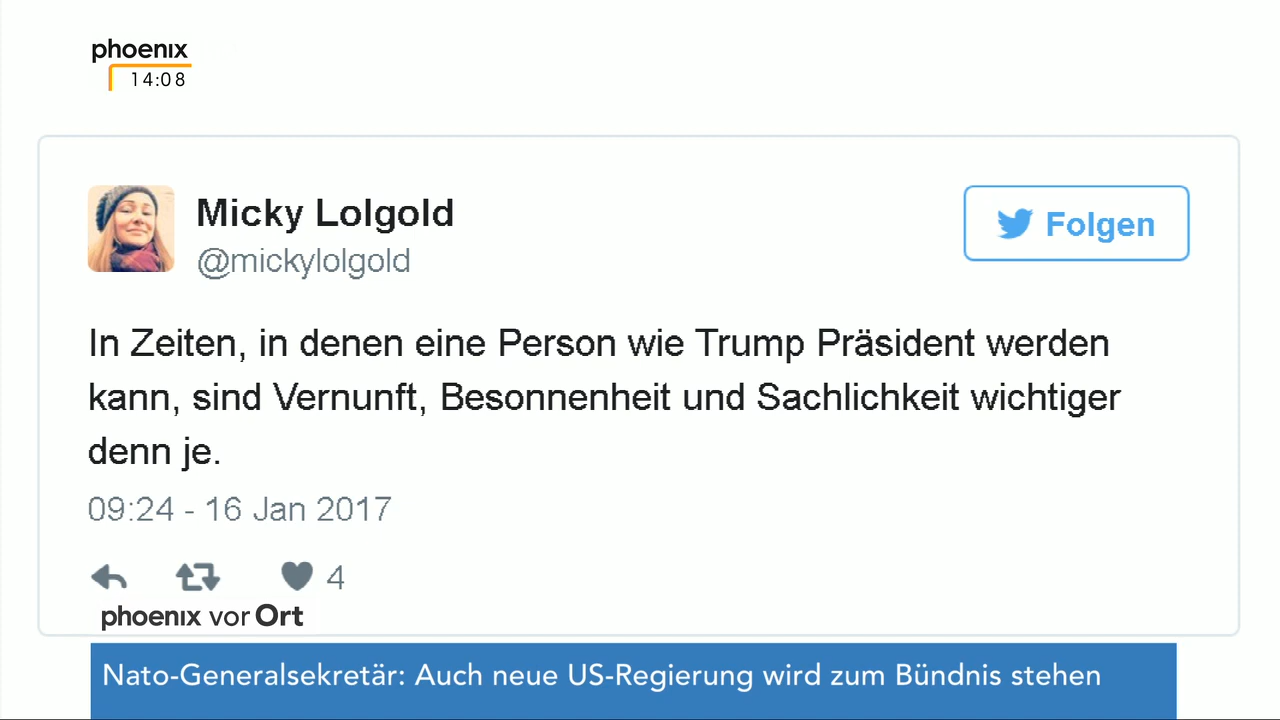 phoenix
14:08
Micky Lolgold
@mickylolgold
Folgen
In Zeiten, in denen eine Person wie Trump Präsident werden
kann, sind Vernunft, Besonnenheit und Sachlichkeit wichtiger
denn je.
09:24 - 16 Jan 2017
4
phoenix vor Ort
Nato-Generalsekretär: Auch neue US-Regierung wird zum Bündnis stehen